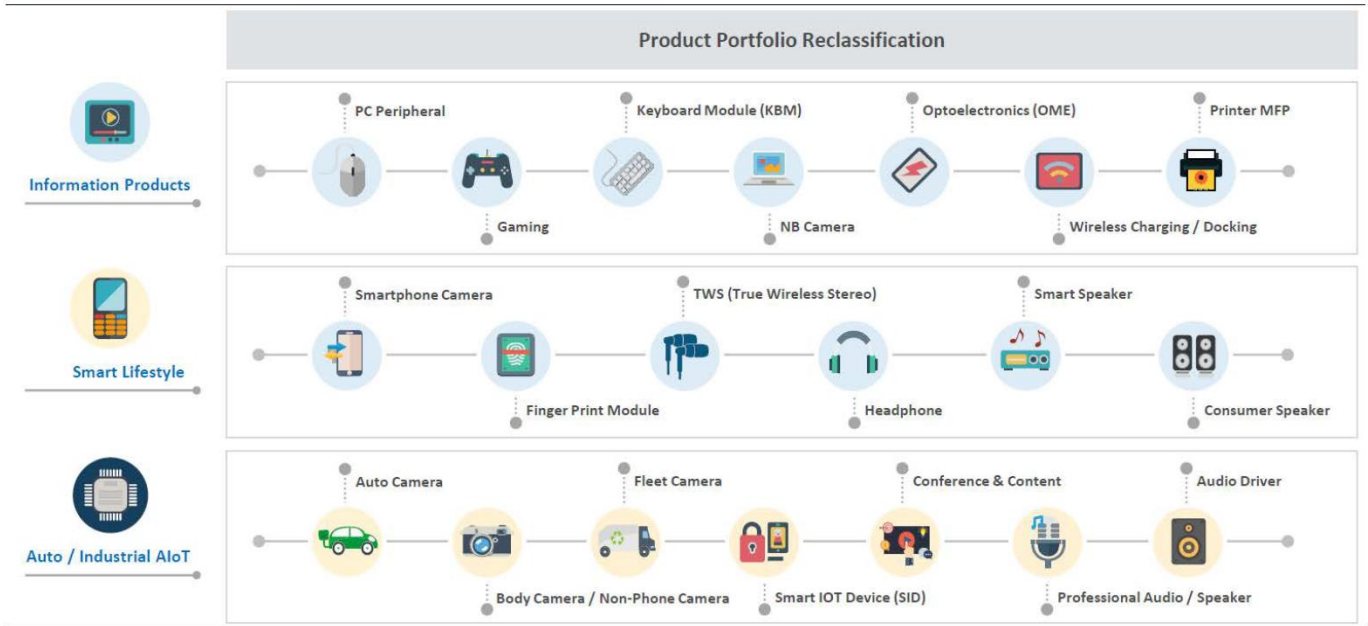 Product Portfolio Reclassification
Information Products
PC Peripheral
Gaming
Keyboard Module (KBM)
NB Camera
Optoelectronics (OME)
Wireless Charging / Docking
Printer MFP
Smart Lifestyle
Smartphone Camera
Finger Print Module
TWS (True Wireless Stereo)
Headphone
Smart Speaker
Consumer Speaker
Auto / Industrial AIoT
Auto Camera
Body Camera / Non-Phone Camera
Fleet Camera
Smart IOT Device (SID)
Conference & Content
Professional Audio / Speaker
Audio Driver